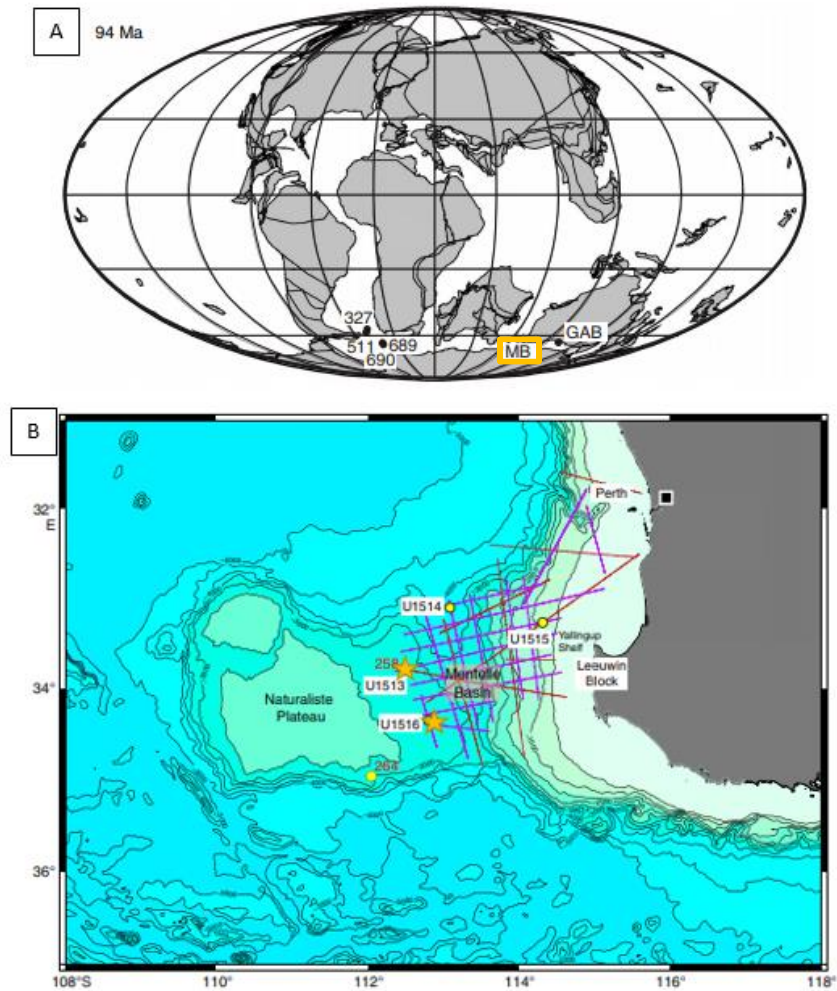 A
94 Ma
327
511 689
690
MB
GAB
B
32°
E
Perth
U1514
U1515
Yallingup
Shelf
258
U1513
Mentelle
Basin
Leeuwin
Block
34°
Naturaliste
Plateau
U1516
264
36°
108°S 110° 112° 114° 116° 118°